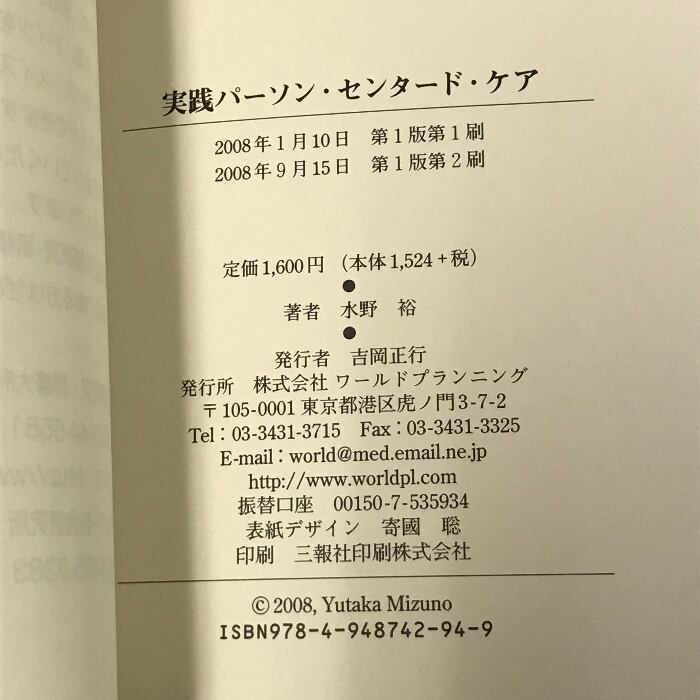 実践パーソン・センタード・ケア
2008年1月10日　第1版第1刷
2008年9月15日　第1版第2刷
定価1,600円 （本体1,524＋税）
著者　水野　裕
発行者　吉岡正行
発行所　株式会社 ワールドプランニング
〒105-0001 東京都港区虎ノ門3-7-2
Tel：03-3431-3715　Fax：03-3431-3325
E-mail：world@med.email.ne.jp
http://www.worldpl.com
振替口座　00150-7-535934
表紙デザイン　寄國　聡
印刷　三報社印刷株式会社
©2008, Yutaka Mizuno
ISBN978-4-948742-94-9